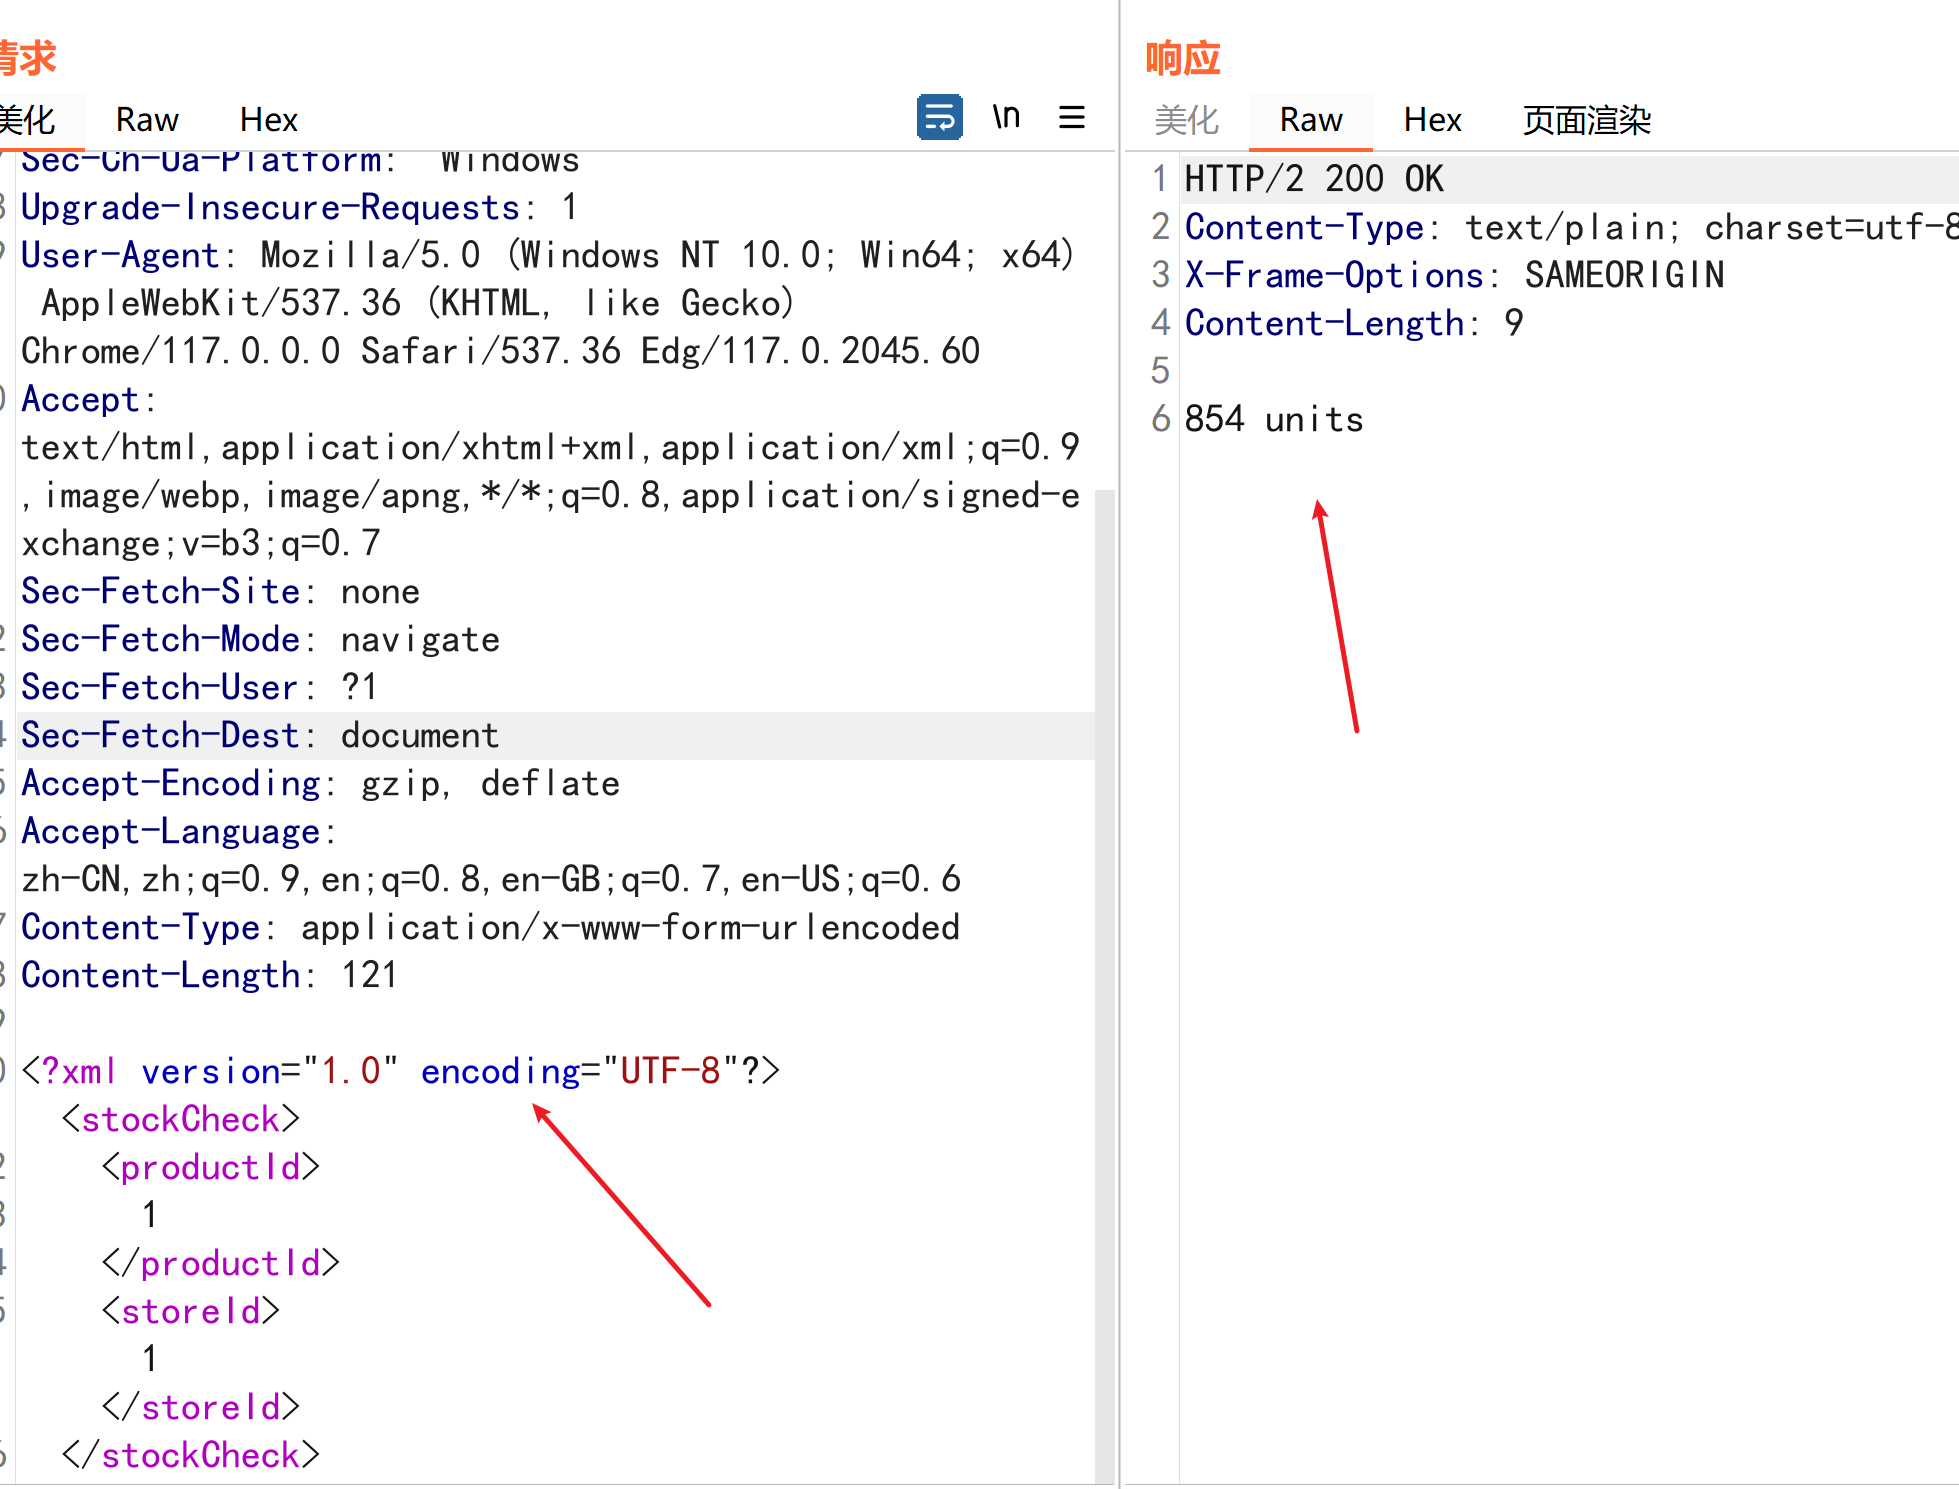 请求
美化 Raw Hex \n
Sec-Ch-Ua-Platform: Windows
Upgrade-Insecure-Requests: 1
User-Agent: Mozilla/5.0 (Windows NT 10.0; Win64; x64)
AppleWebKit/537.36 (KHTML, like Gecko)
Chrome/117.0.0.0 Safari/537.36 Edg/117.0.2045.60
Accept:
text/html,application/xhtml+xml,application/xml;q=0.9
,image/webp,image/apng,*/*;q=0.8,application/signed-e
xchange;v=b3;q=0.7
Sec-Fetch-Site: none
Sec-Fetch-Mode: navigate
Sec-Fetch-User: ?1
Sec-Fetch-Dest: document
Accept-Encoding: gzip, deflate
Accept-Language:
zh-CN,zh;q=0.9,en;q=0.8,en-GB;q=0.7,en-US;q=0.6
Content-Type: application/x-www-form-urlencoded
Content-Length: 121
<?xml version="1.0" encoding="UTF-8"?>
<stockCheck>
<productId>
1
</productId>
<storeId>
1
</storeId>
</stockCheck>
响应
美化 Raw Hex 页面渲染
1 HTTP/2 200 OK
2 Content-Type: text/plain; charset=utf-8
3 X-Frame-Options: SAMEORIGIN
4 Content-Length: 9
5
6 854 units